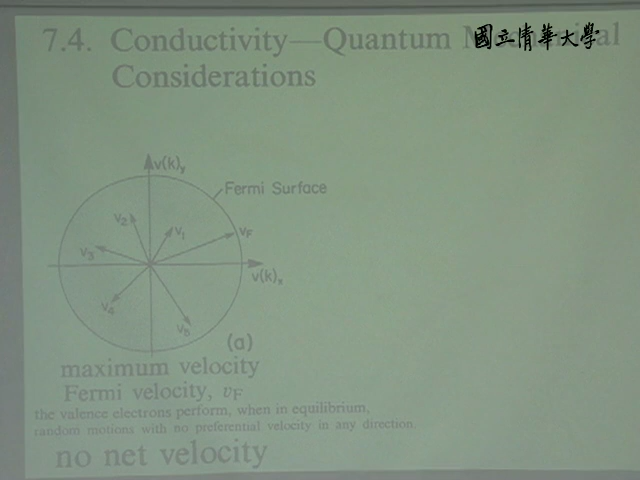 7.4. Conductivity—Quantum Mechanical
Considerations
國立清華大學
v(k)y
Fermi Surface
v2
v1
vF
v3
v(k)x
v4
v5
(a)
maximum velocity
Fermi velocity, vF
the valence electrons perform, when in equilibrium,
random motions with no preferential velocity in any direction.
no net velocity